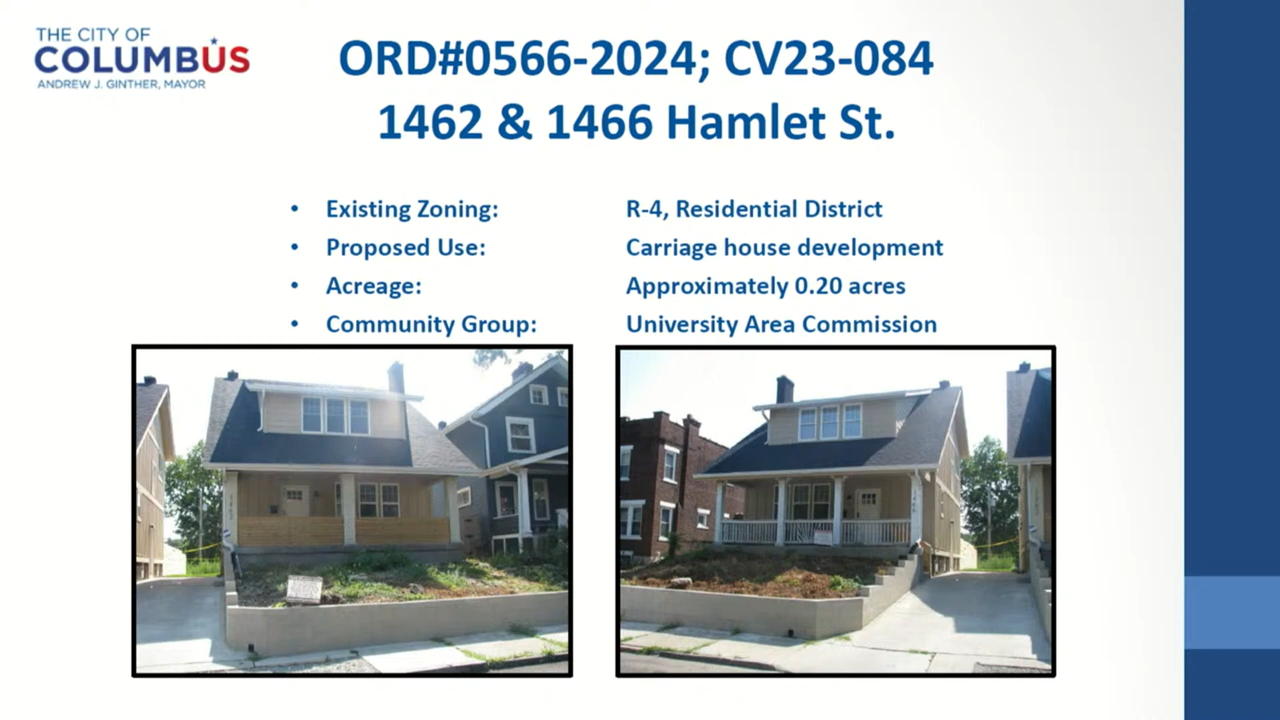 THE CITY OF
COLUMBUS
ANDREW J. GINTHER, MAYOR
ORD#0566-2024; CV23-084
1462 & 1466 Hamlet St.
• Existing Zoning: R-4, Residential District
• Proposed Use: Carriage house development
• Acreage: Approximately 0.20 acres
• Community Group: University Area Commission